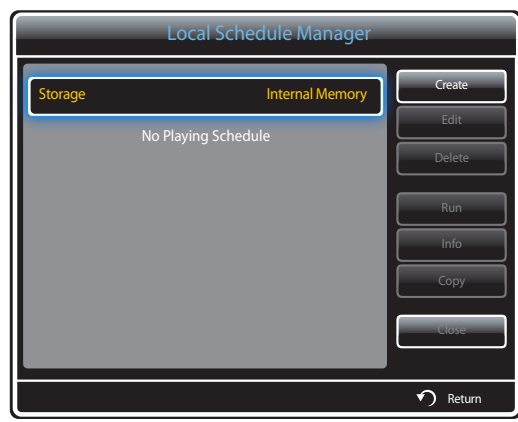 Local Schedule Manager
Storage Internal Memory
No Playing Schedule
Create
Edit
Delete
Run
Info
Copy
Close
Return